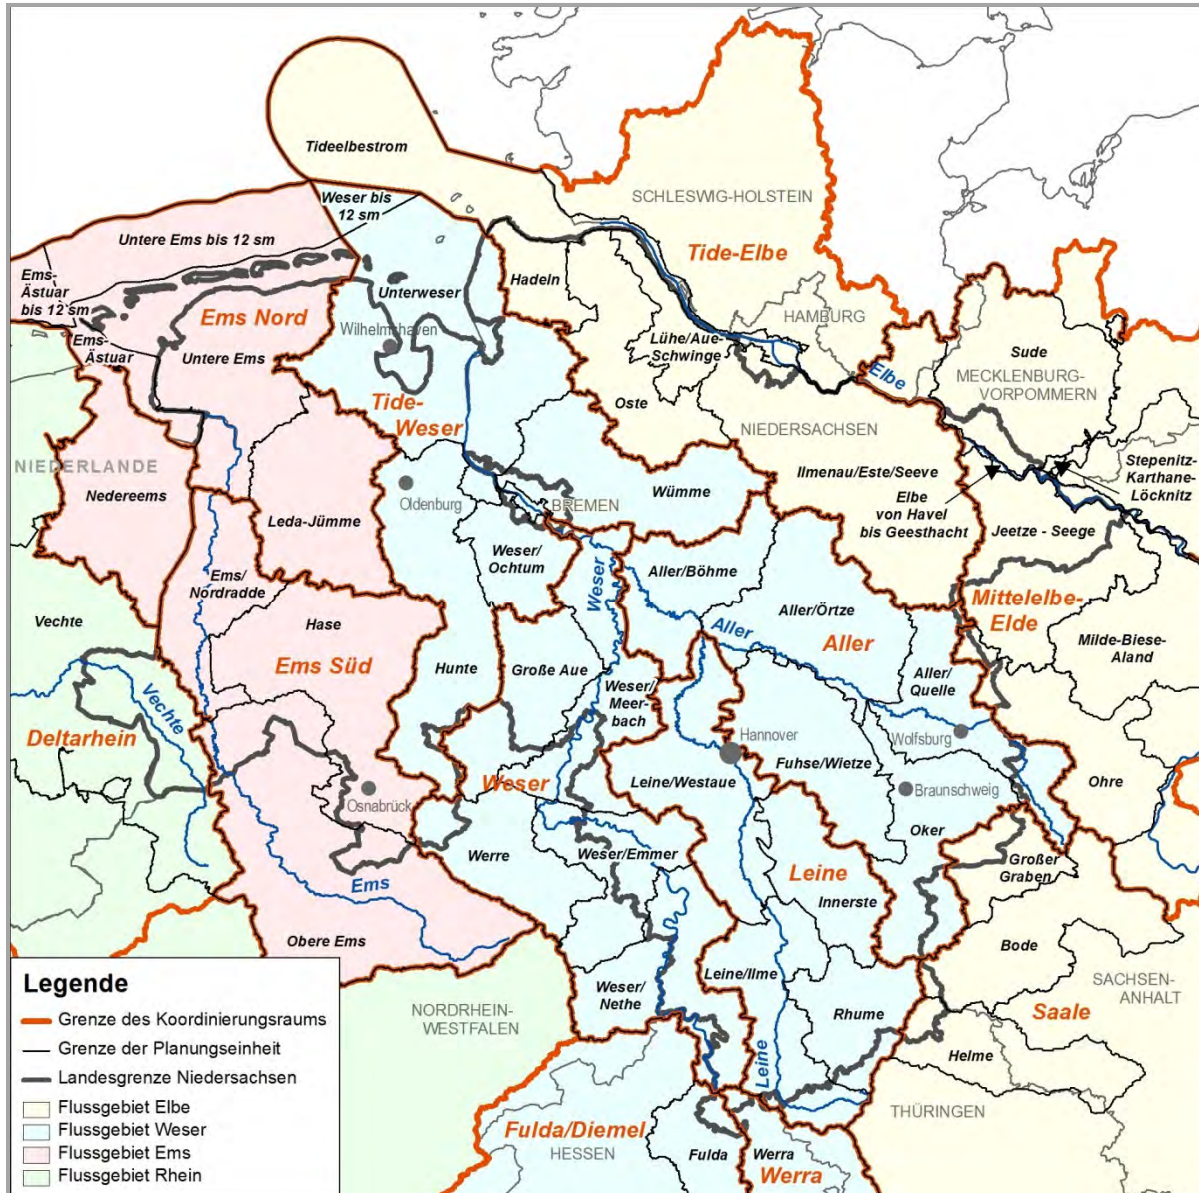 Tideelbestrom
SCHLESWIG-HOLSTEIN
Weser bis
12 sm
Untere Ems bis 12 sm
Tide-Elbe
Ems-
Ästuar
bis 12 sm
Unterweser
Hadeln
HAMBURG
Ems Nord
Wilhelmshaven
Ems-
Ästuar
Untere Ems
Lühe/Aue-
Schwinge
Elbe
Sude
MECKLENBURG-
VORPOMMERN
Tide-
Weser
Oste
NIEDERSACHSEN
NIEDERLANDE
Nedereems
Oldenburg
Leda-Jümme
BREMEN
Wümme
Ilmenau/Este/Seeve
Elbe
von Havel
bis Geesthacht
Stepenitz-
Karthane-
Löcknitz
Jeetze - Seege
Weser/
Ochtum
Weser
Aller/Böhme
Ems/
Nordradde
Vechte
Hase
Ems Süd
Hunte
Große Aue
Aller
Aller/Örtze
Aller
Mittelelbe-
Elde
Milde-Biese-
Aland
Aller/
Quelle
Weser/
Meer-
bach
Vechte
Deltarhein
Hannover
Wolfsburg
Weser
Leine/Westaue
Fuhse/Wietze
Braunschweig
Ohre
Osnabrück
Oker
Werre
Weser/Emmer
Großer
Graben
Leine
Innerste
Ems
Obere Ems
Bode
SACHSEN-
ANHALT
Weser/
Nethe
Leine/Ilme
Rhume
Saale
NORDRHEIN-
WESTFALEN
Helme
Leine
THÜRINGEN
Fulda/Diemel
HESSEN
Fulda
Werra
Werra
Legende
Grenze des Koordinierungsraums
Grenze der Planungseinheit
Landesgrenze Niedersachsen
Flussgebiet Elbe
Flussgebiet Weser
Flussgebiet Ems
Flussgebiet Rhein